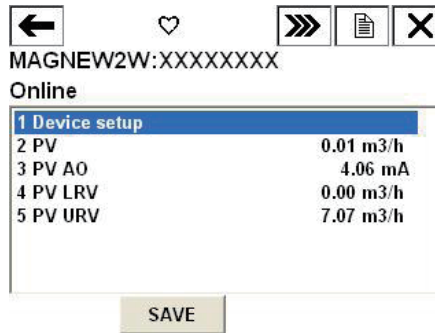 MAGNEW2W:XXXXXXXX
Online
1 Device setup
2 PV 0.01 m3/h
3 PV AO 4.06 mA
4 PV LRV 0.00 m3/h
5 PV URV 7.07 m3/h
SAVE